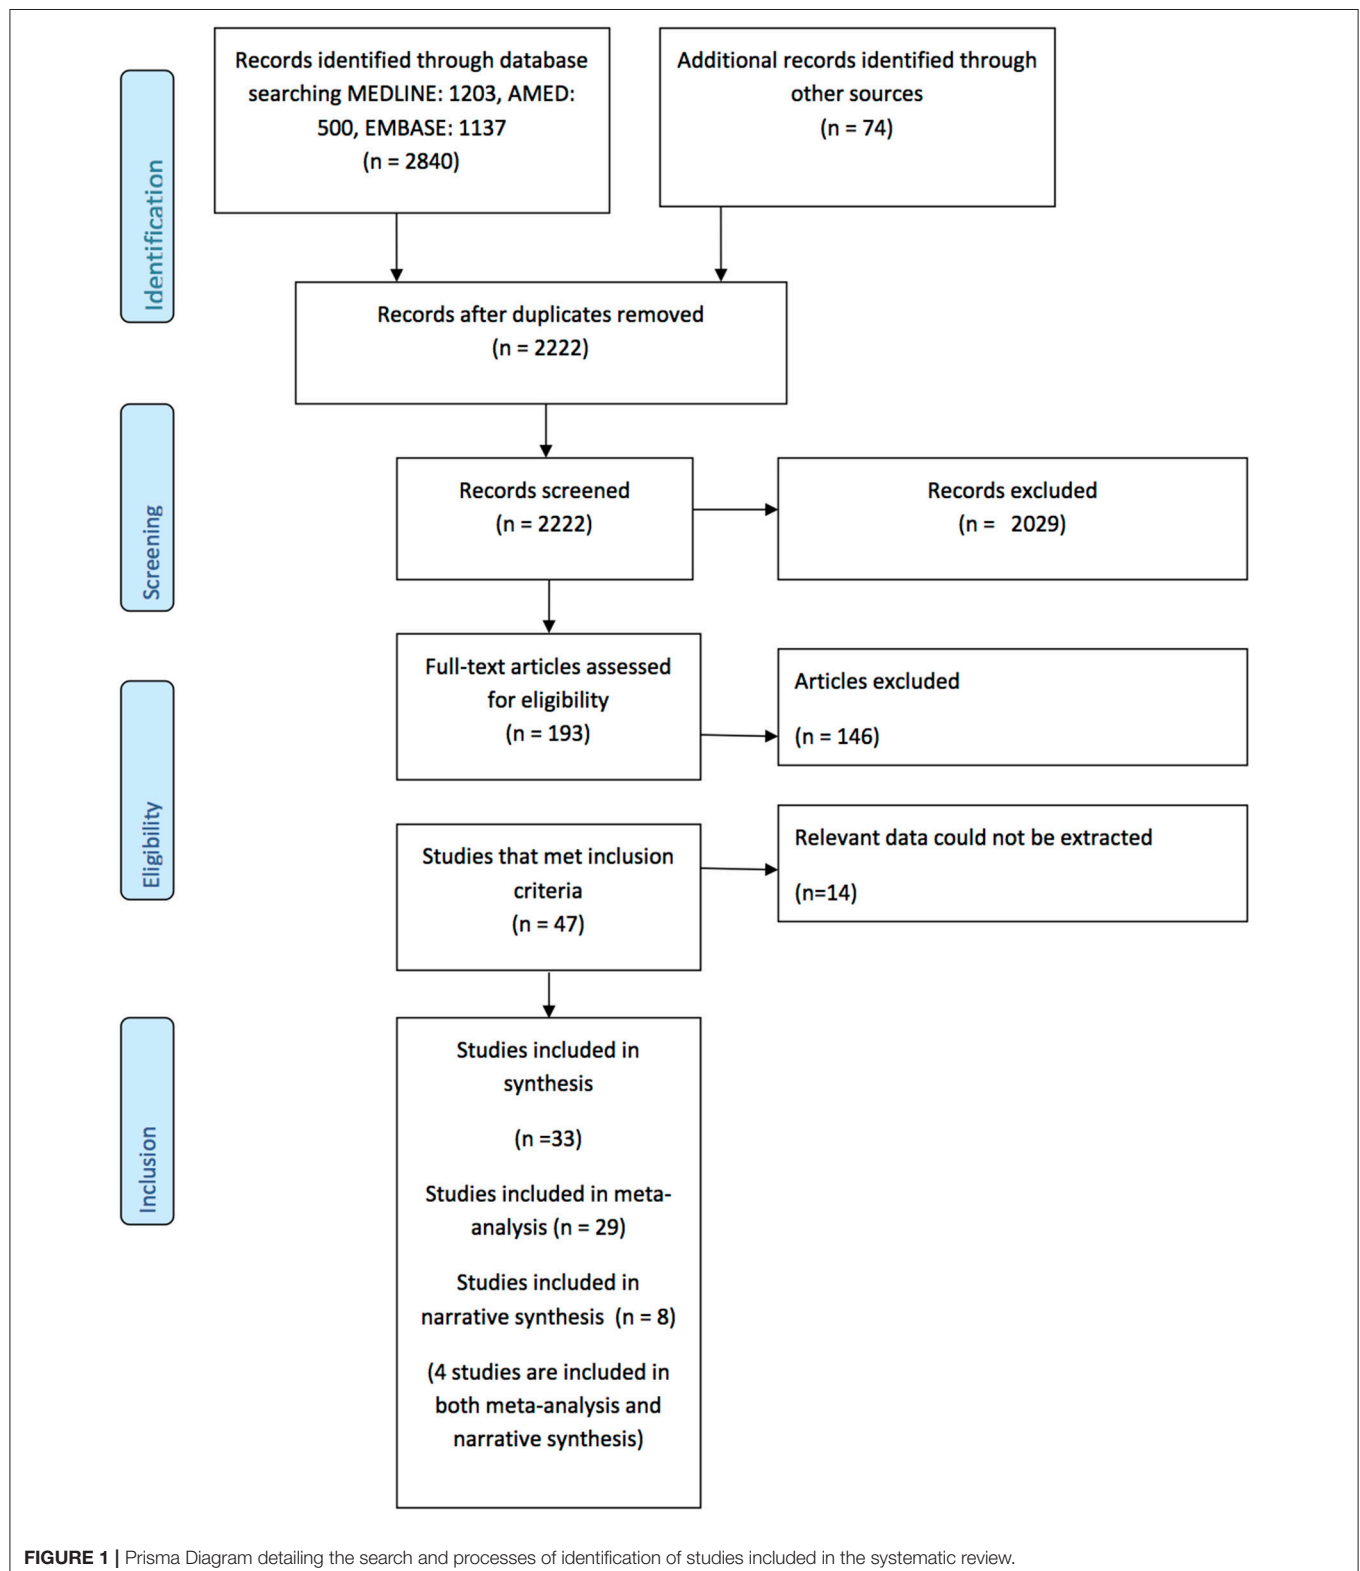 Records identified through database
searching MEDLINE: 1203, AMED:
500, EMBASE: 1137
(n = 2840)
Additional records identified through
other sources
(n = 74)
Identification
Records after duplicates removed
(n = 2222)
Screening
Records screened
(n = 2222)
Records excluded
(n =   2029)
Full-text articles assessed
for eligibility
(n = 193)
Articles excluded
(n = 146)
Eligibility
Studies that met inclusion
criteria
(n = 47)
Relevant data could not be extracted
(n=14)
Inclusion
Studies included in
synthesis
(n =33)
Studies included in meta-
analysis (n = 29)
Studies included in
narrative synthesis  (n = 8)
(4 studies are included in
both meta-analysis and
narrative synthesis)
FIGURE 1 | Prisma Diagram detailing the search and processes of identification of studies included in the systematic review.